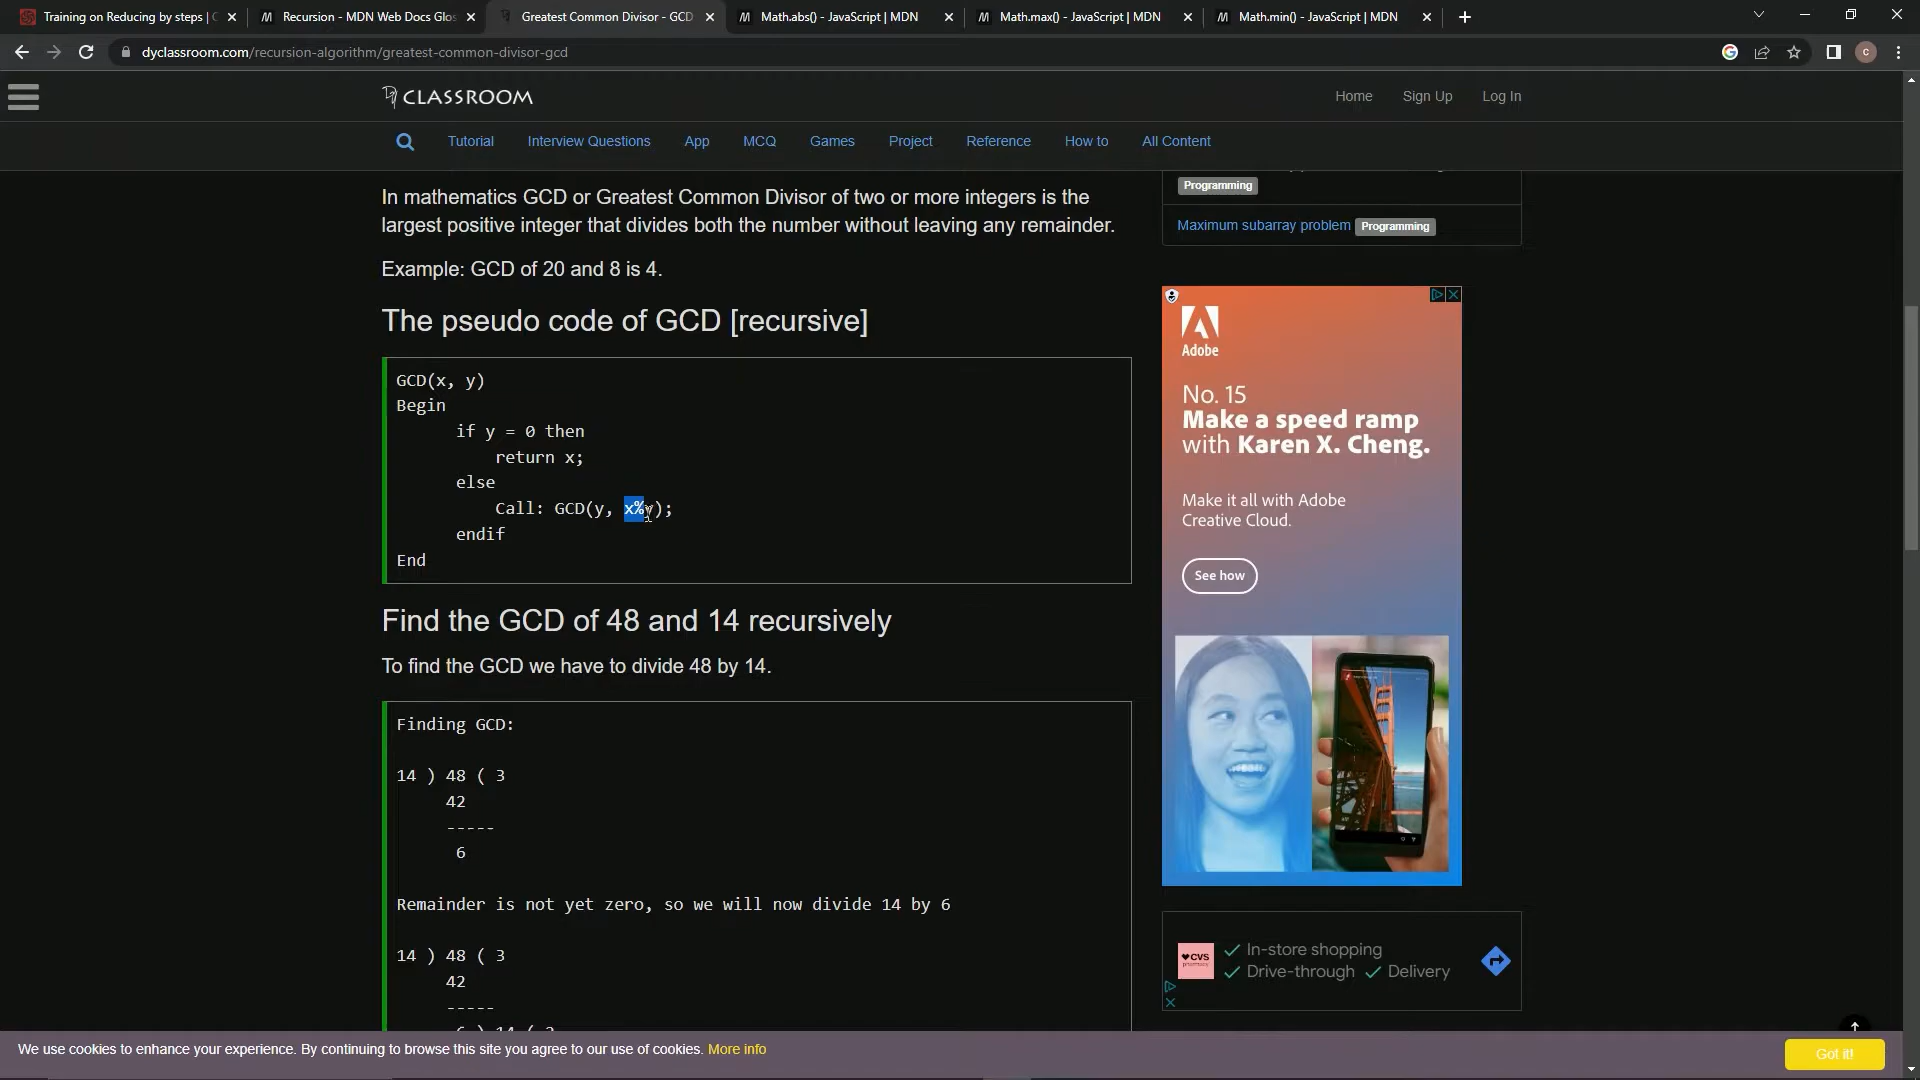 Training on Reducing by steps | C
Recursion - MDN Web Docs Glos
Greatest Common Divisor - GCD
Math.abs() - JavaScript | MDN
Math.max() - JavaScript | MDN
Math.min() - JavaScript | MDN
dyclassroom.com/recursion-algorithm/greatest-common-divisor-gcd
G
c
CLASSROOM
Home
Sign Up
Log In
Tutorial
Interview Questions
App
MCQ
Games
Project
Reference
How to
All Content
In mathematics GCD or Greatest Common Divisor of two or more integers is the
largest positive integer that divides both the number without leaving any remainder.
Example: GCD of 20 and 8 is 4.
The pseudo code of GCD [recursive]
GCD(x, y)
Begin
if y = 0 then
return x;
else
Call: GCD(y, x%y);
endif
End
Find the GCD of 48 and 14 recursively
To find the GCD we have to divide 48 by 14.
Finding GCD:
14 ) 48 ( 3
42
-----
6
Remainder is not yet zero, so we will now divide 14 by 6
14 ) 48 ( 3
42
-----
6 ) 14 ( 2
Programming
Maximum subarray problem Programming
Adobe
No. 15
Make a speed ramp
with Karen X. Cheng.
Make it all with Adobe
Creative Cloud.
See how
CVS
pharmacy
In-store shopping
Drive-through
Delivery
We use cookies to enhance your experience. By continuing to browse this site you agree to our use of cookies. More info
Got it!